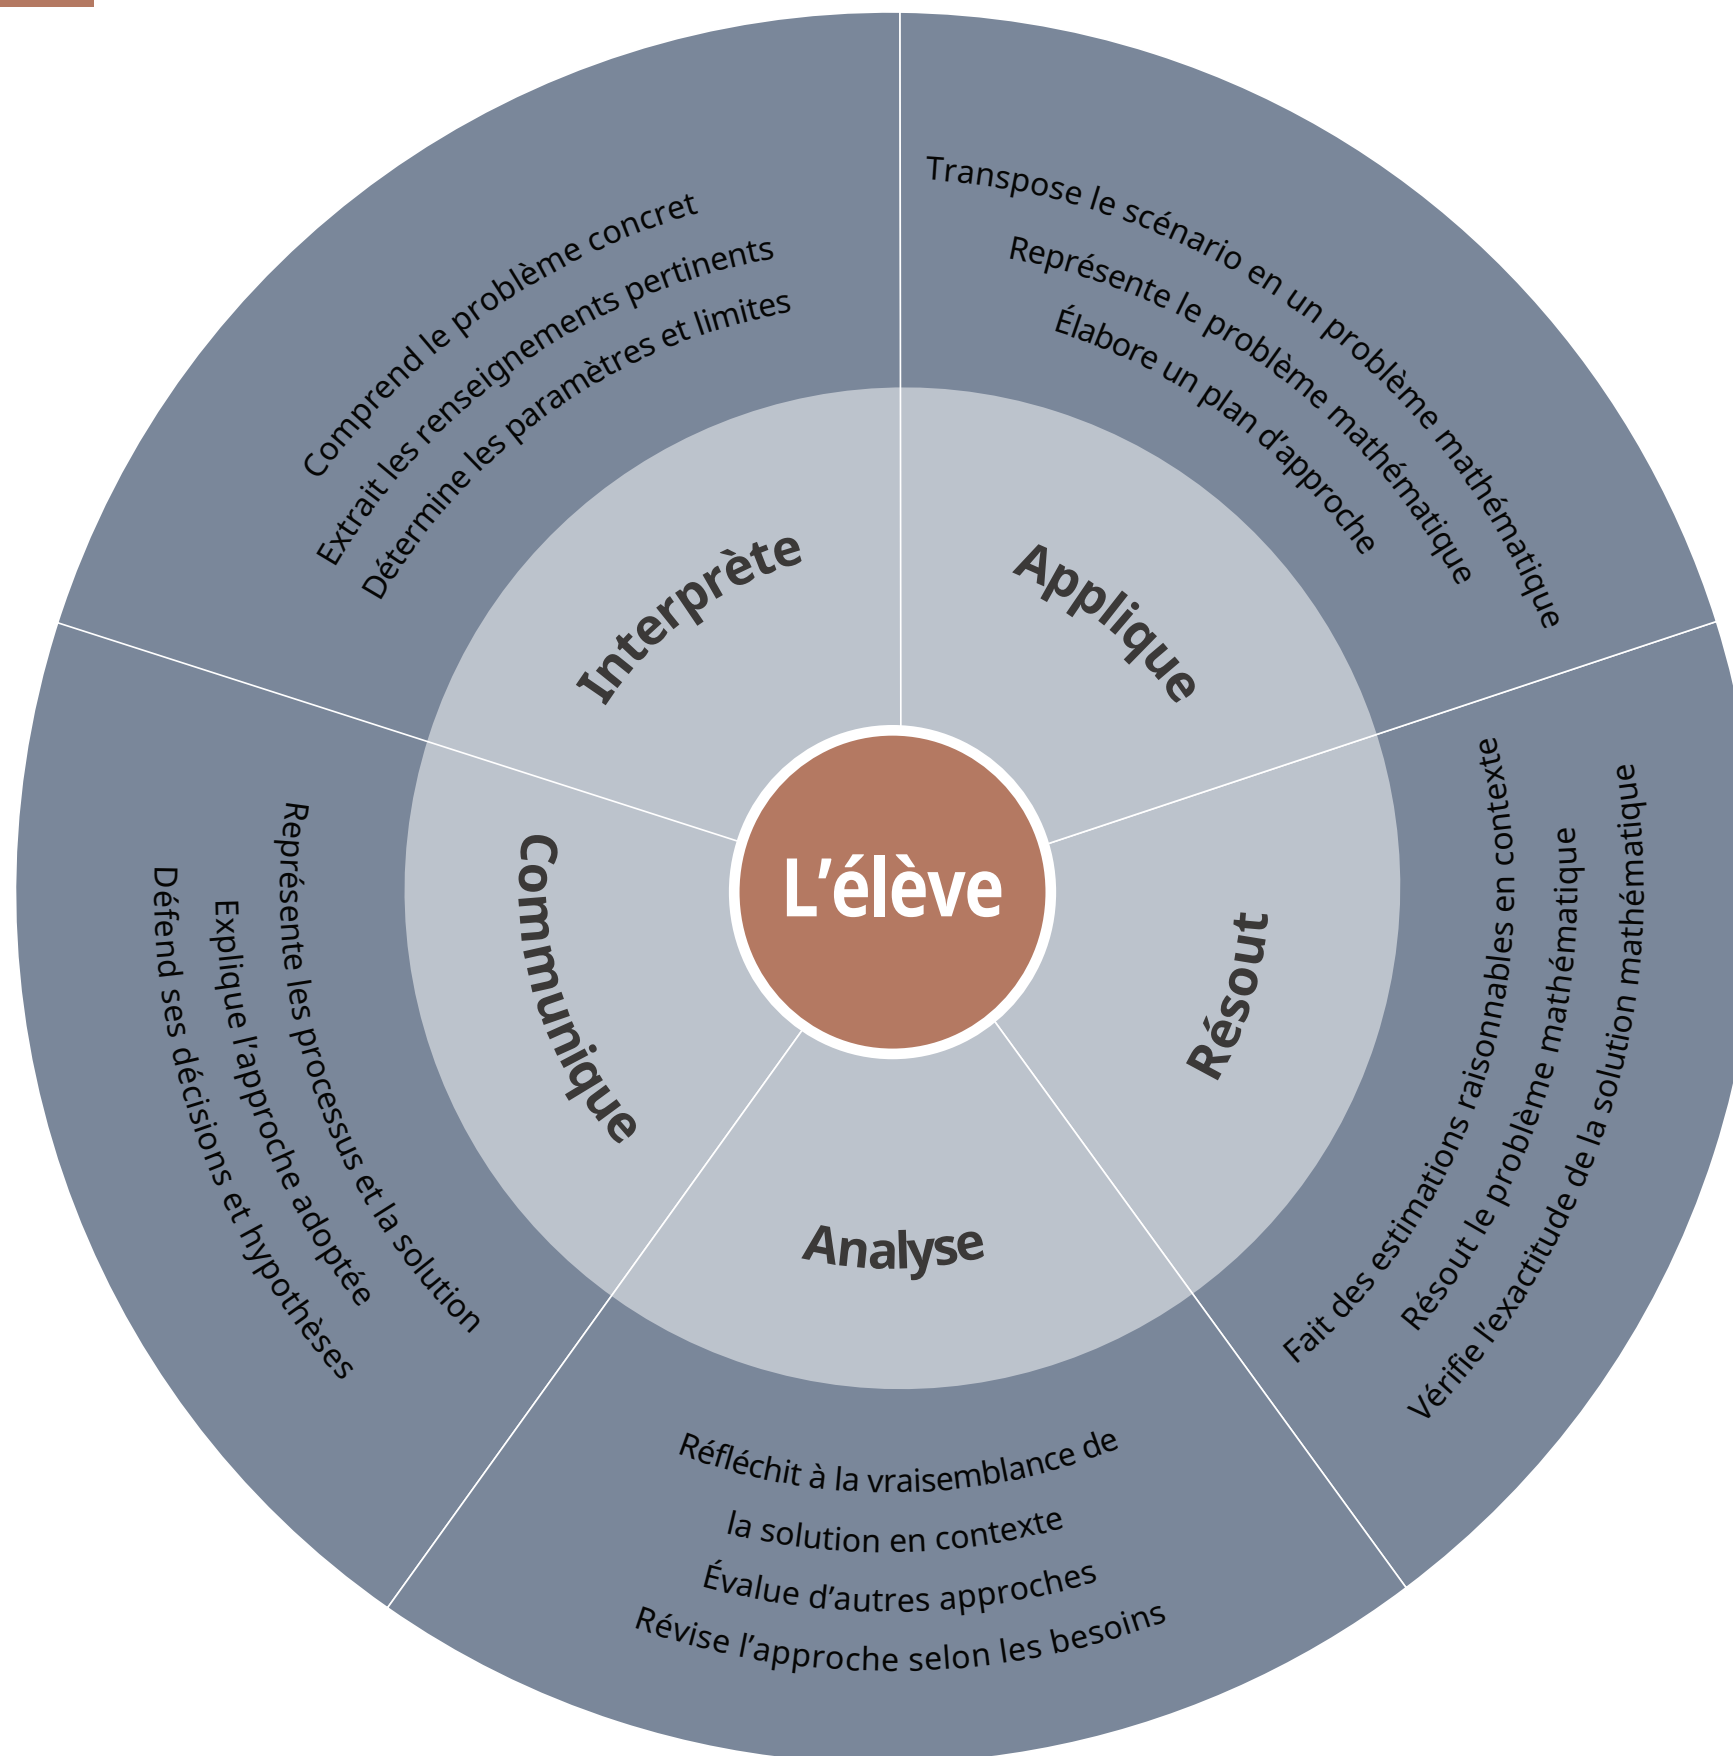 L’élève
Interprète
Comprend le problème concret
Extrait les renseignements pertinents
Détermine les paramètres et limites
Applique
Transpose le scénario en un problème mathématique
Représente le problème mathématique
Élabore un plan d’approche
Résout
Fait des estimations raisonnables en contexte
Résout le problème mathématique
Vérifie l’exactitude de la solution mathématique
Analyse
Réfléchit à la vraisemblance de
la solution en contexte
Évalue d’autres approches
Révise l’approche selon les besoins
Communique
Représente les processus et la solution
Explique l’approche adoptée
Défend ses décisions et hypothèses